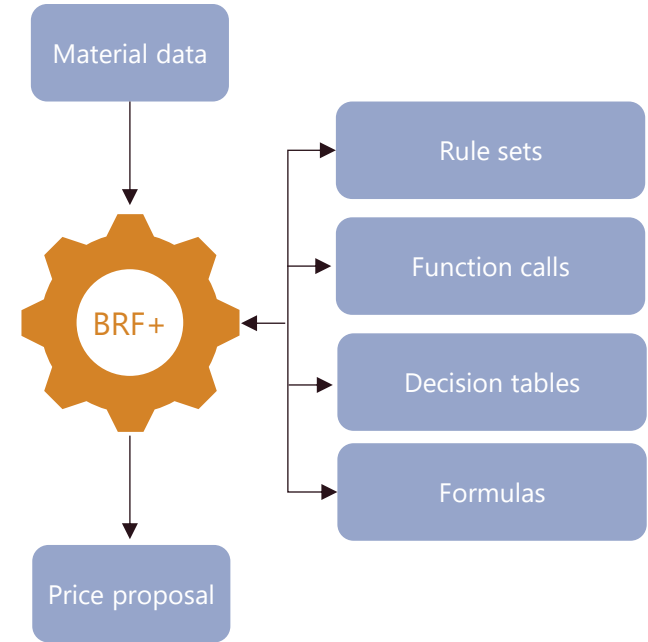 Material data
Rule sets
Function calls
BRF+
Decision tables
Formulas
Price proposal